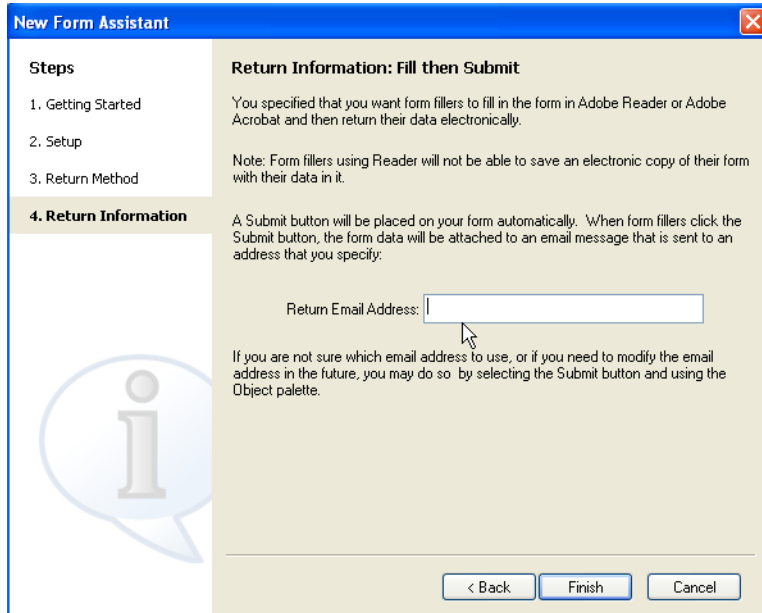 New Form Assistant
Steps
1. Getting Started
2. Setup
3. Return Method
4. Return Information
Return Information: Fill then Submit
You specified that you want form fillers to fill in the form in Adobe Reader or Adobe
Acrobat and then return their data electronically.
Note: Form fillers using Reader will not be able to save an electronic copy of their form
with their data in it.
A Submit button will be placed on your form automatically.  When form fillers click the
Submit button, the form data will be attached to an email message that is sent to an
address that you specify:
Return Email Address:
If you are not sure which email address to use, or if you need to modify the email
address in the future, you may do so  by selecting the Submit button and using the
Object palette.
< Back
Finish
Cancel